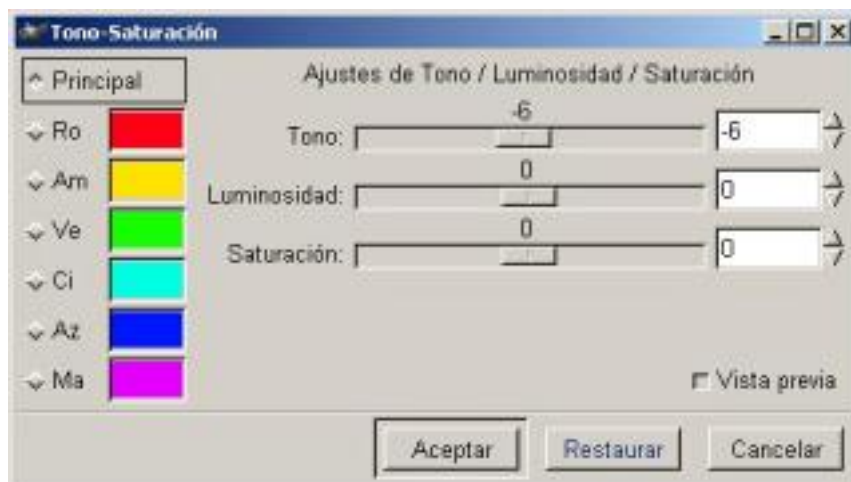 Tono-Saturación
Principal
Ajustes de Tono / Luminosidad / Saturación
Ro
-6
Tono:
-6
Am
0
Luminosidad:
0
Ve
0
Saturación:
0
Ci
Az
Ma
Vista previa
Aceptar
Restaurar
Cancelar